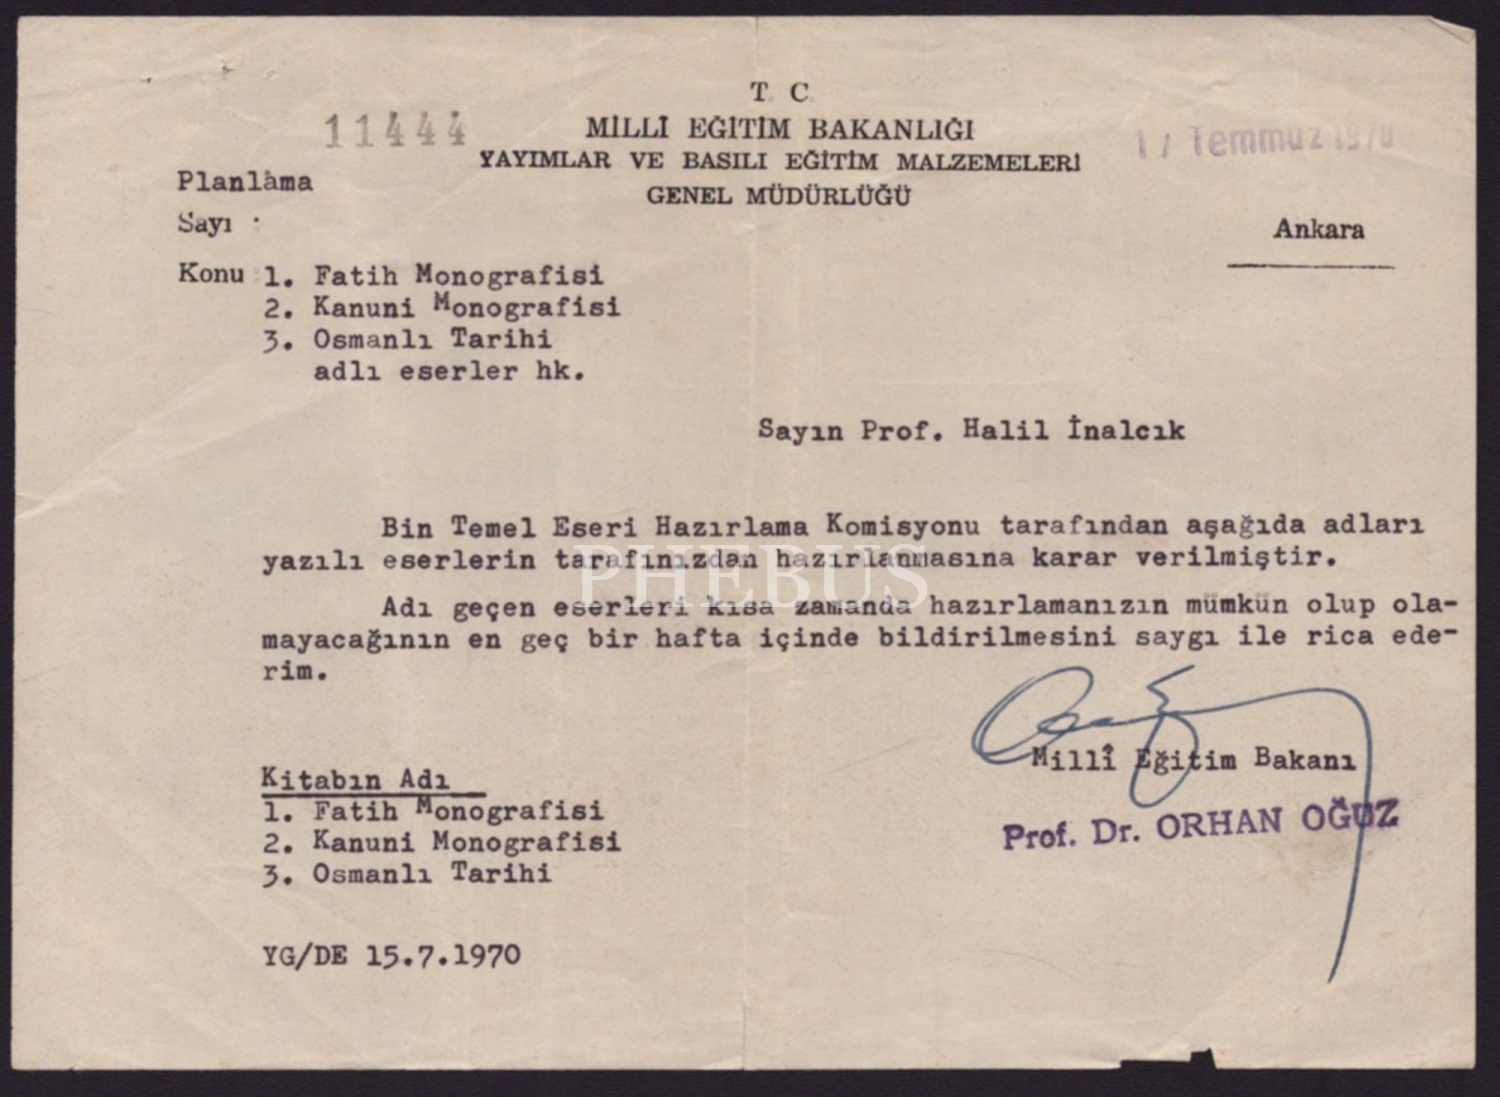 T. C.
11444
MİLLÎ EĞİTİM BAKANLIĞI
17 Temmuz 1970
YAYIMLAR VE BASILI EĞİTİM MALZEMELERİ
Planlama
GENEL MÜDÜRLÜĞÜ
Sayı :
Ankara
Konu : 1. Fatih Monografisi
2. Kanuni Monografisi
3. Osmanlı Tarihi
adlı eserler hk.
Sayın Prof. Halil İnalcık
Bin Temel Eseri Hazırlama Komisyonu tarafından aşağıda adları
yazılı eserlerin tarafınızdan hazırlanmasına karar verilmiştir.
PHEBUS
Adı geçen eserleri kısa zamanda hazırlamanızın mümkün olup ola-
mayacağının en geç bir hafta içinde bildirilmesini saygı ile rica ede-
rim.
Millî Eğitim Bakanı
Prof. Dr. ORHAN OĞUZ
Kitabın Adı
1. Fatih Monografisi
2. Kanuni Monografisi
3. Osmanlı Tarihi
YG/DE 15.7.1970